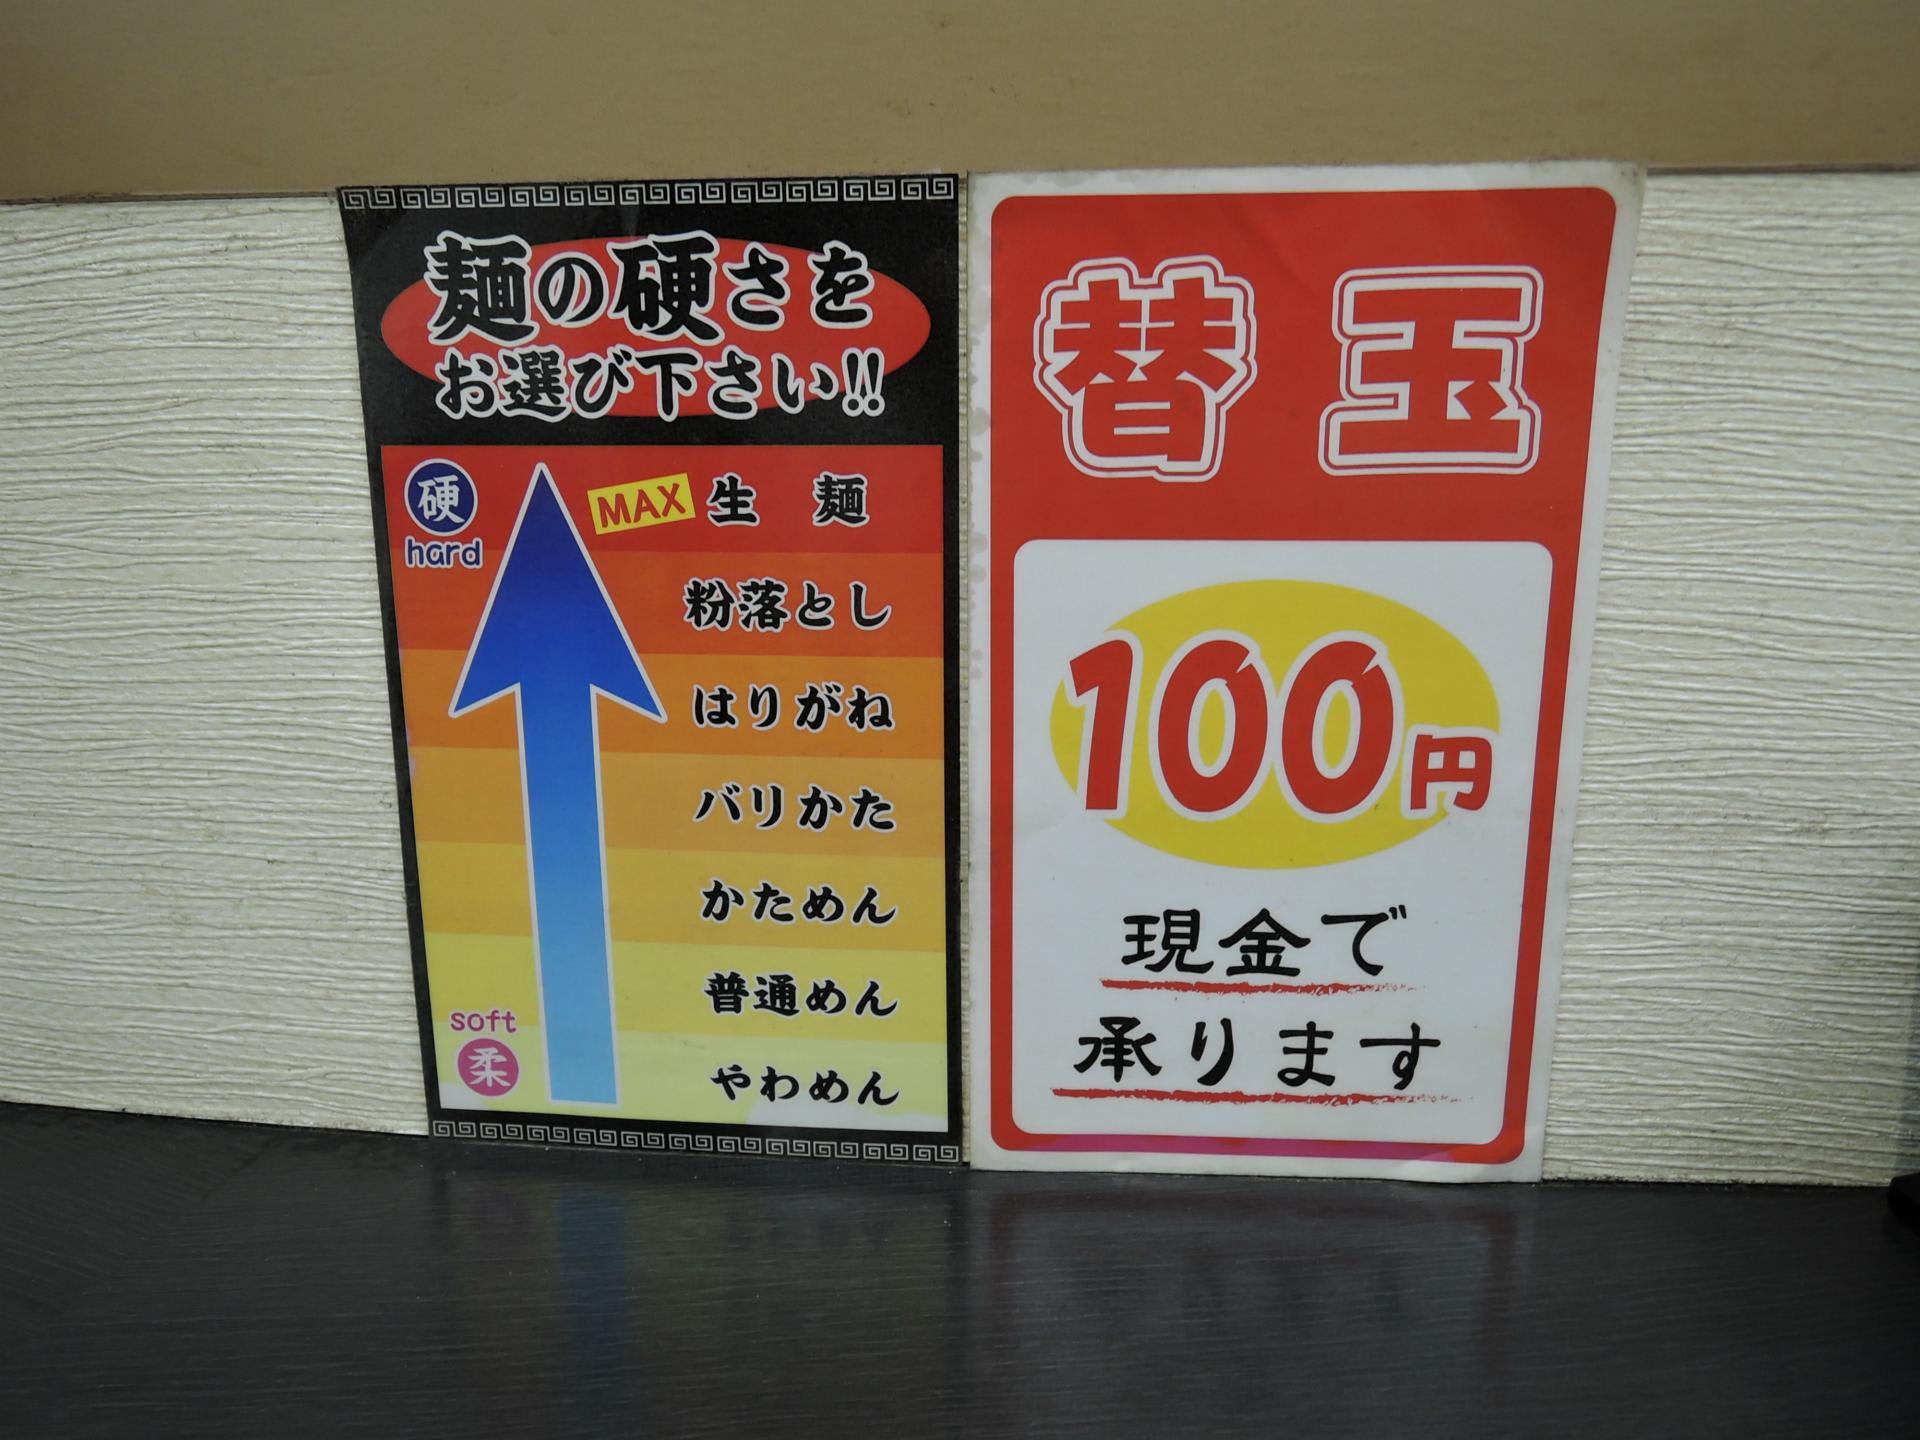 麺の硬さを
お選び下さい!!
硬
hard
MAX 生 麺
粉落とし
はりがね
バリかた
かためん
普通めん
やわめん
soft
柔
替玉
100円
現金で
承ります